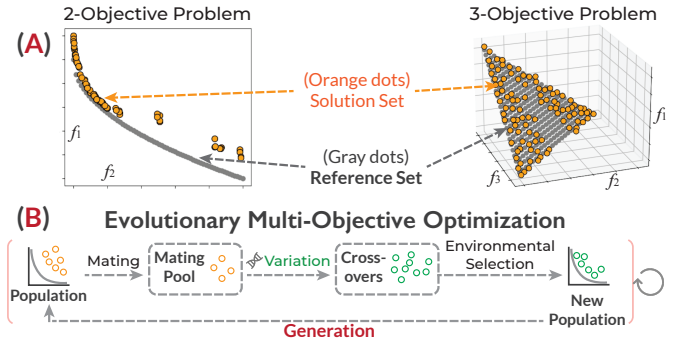 2-Objective Problem
3-Objective Problem
(A)
(Orange dots)
Solution Set
(Gray dots)
Reference Set
f1
f2
f1
f2
f3
(B)
Evolutionary Multi-Objective Optimization
Population
Mating
Mating
Pool
Variation
Cross-
overs
Environmental
Selection
New
Population
Generation